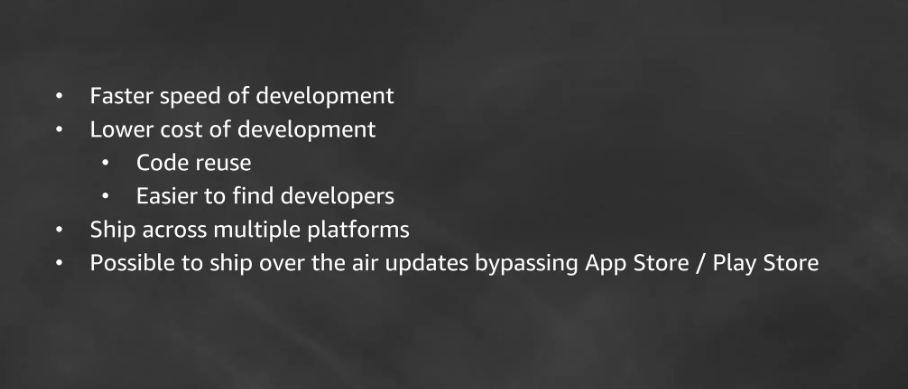 • Faster speed of development
• Lower cost of development
• Code reuse
• Easier to find developers
• Ship across multiple platforms
• Possible to ship over the air updates bypassing App Store / Play Store